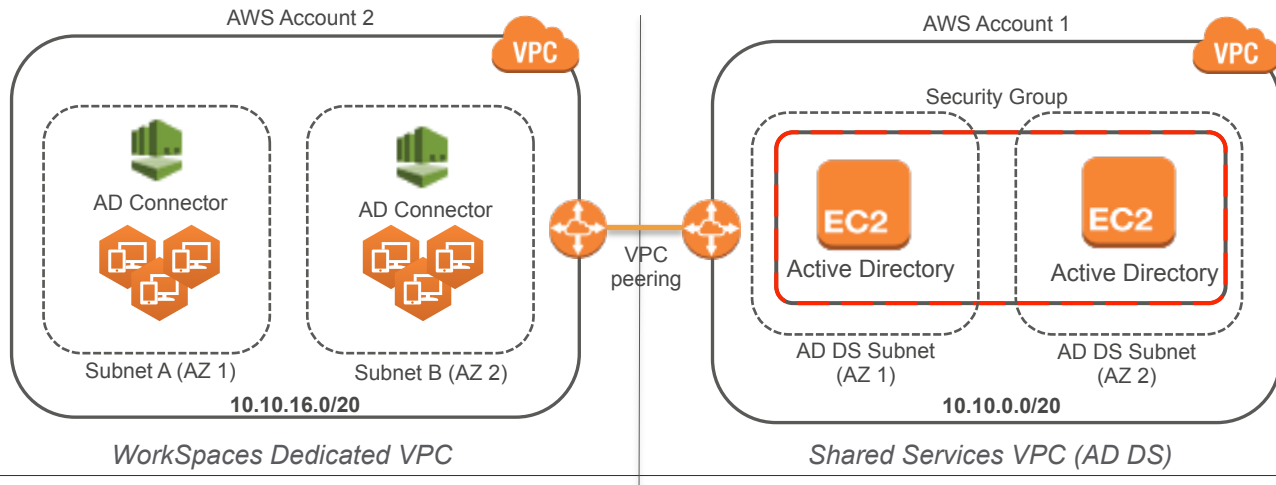 AWS Account 2
VPC
AD Connector
AD Connector
Subnet A (AZ 1)
Subnet B (AZ 2)
10.10.16.0/20
WorkSpaces Dedicated VPC
VPC
peering
AWS Account 1
VPC
Security Group
EC2
EC2
Active Directory
Active Directory
AD DS Subnet
(AZ 1)
AD DS Subnet
(AZ 2)
10.10.0.0/20
Shared Services VPC (AD DS)